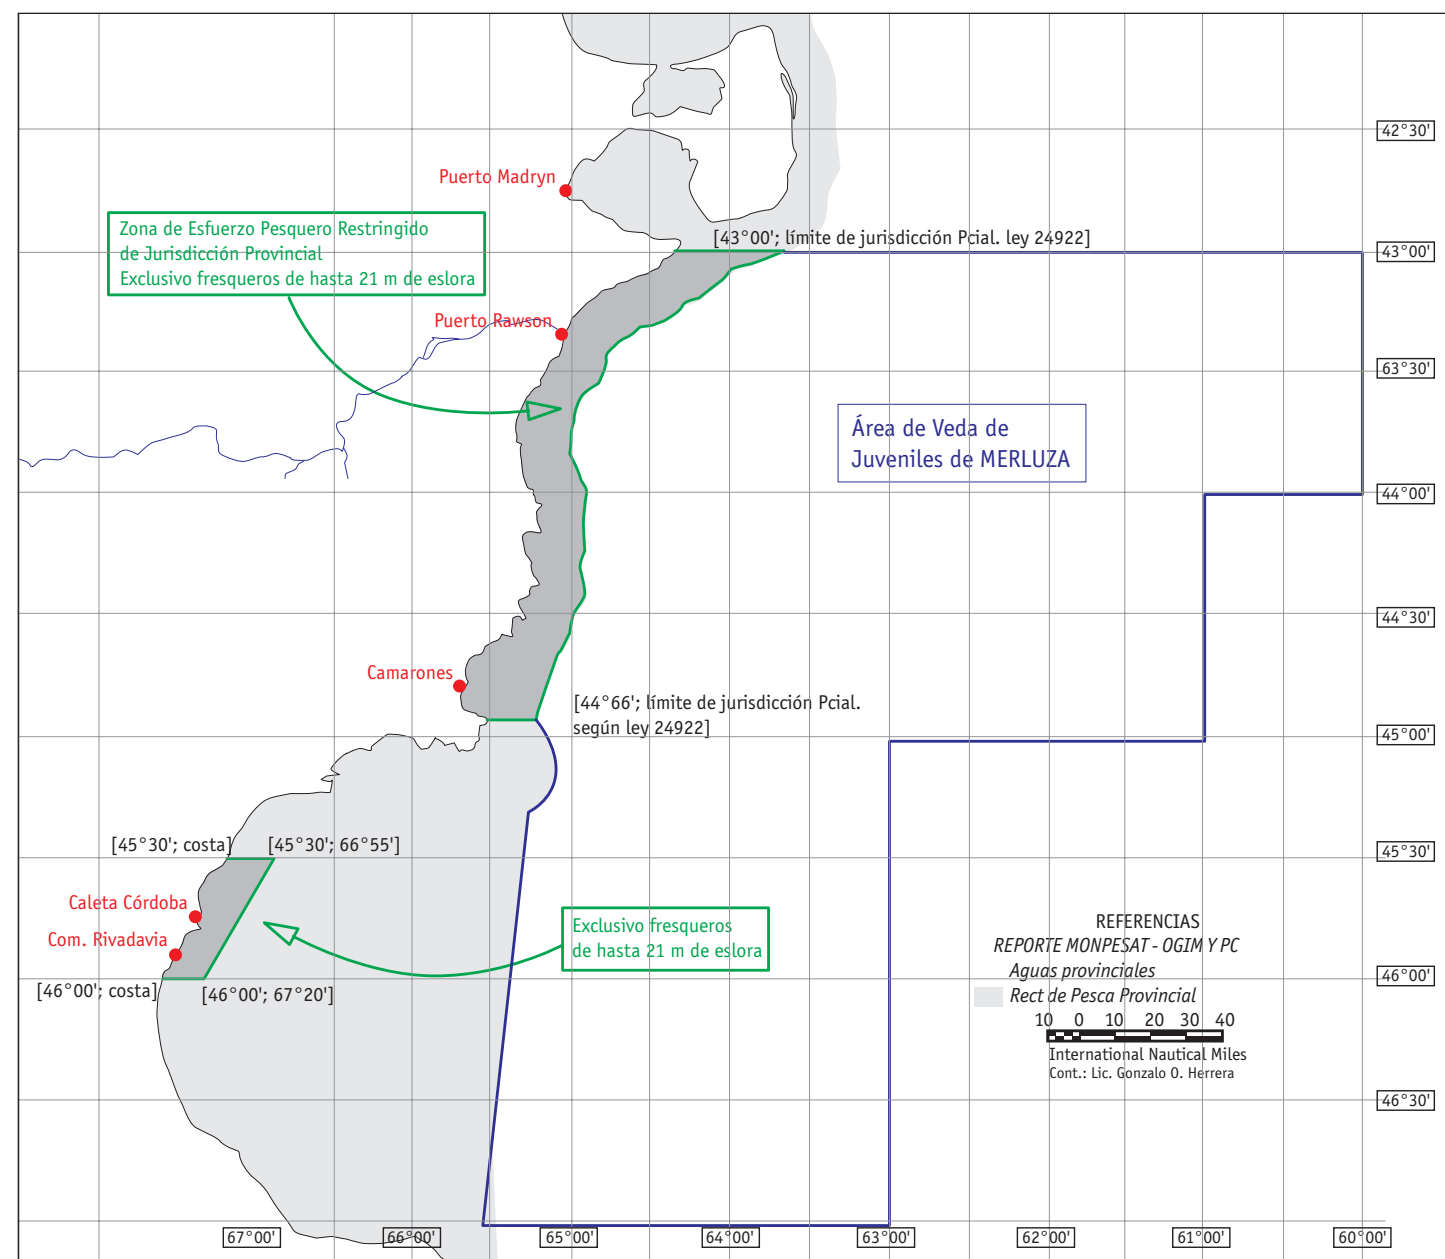 42°30'
Puerto Madryn
Zona de Esfuerzo Pesquero Restringido
de Jurisdicción Provincial
Exclusivo fresqueros de hasta 21 m de eslora
[43°00'; límite de jurisdicción Pcial. ley 24922]
43°00'
Puerto Rawson
63°30'
Área de Veda de
Juveniles de MERLUZA
44°00'
44°30'
Camarones
[44°66'; límite de jurisdicción Pcial.
según ley 24922]
45°00'
[45°30'; costa]
[45°30'; 66°55']
45°30'
Caleta Córdoba
Com. Rivadavia
Exclusivo fresqueros
de hasta 21 m de eslora
[46°00'; costa]
[46°00'; 67°20']
46°00'
REFERENCIAS
REPORTE MONPESAT - OGIM Y PC
Aguas provinciales
Rect de Pesca Provincial
10 0 10 20 30 40
International Nautical Miles
Cont.: Lic. Gonzalo O. Herrera
46°30'
67°00'
66°00'
65°00'
64°00'
63°00'
62°00'
61°00'
60°00'